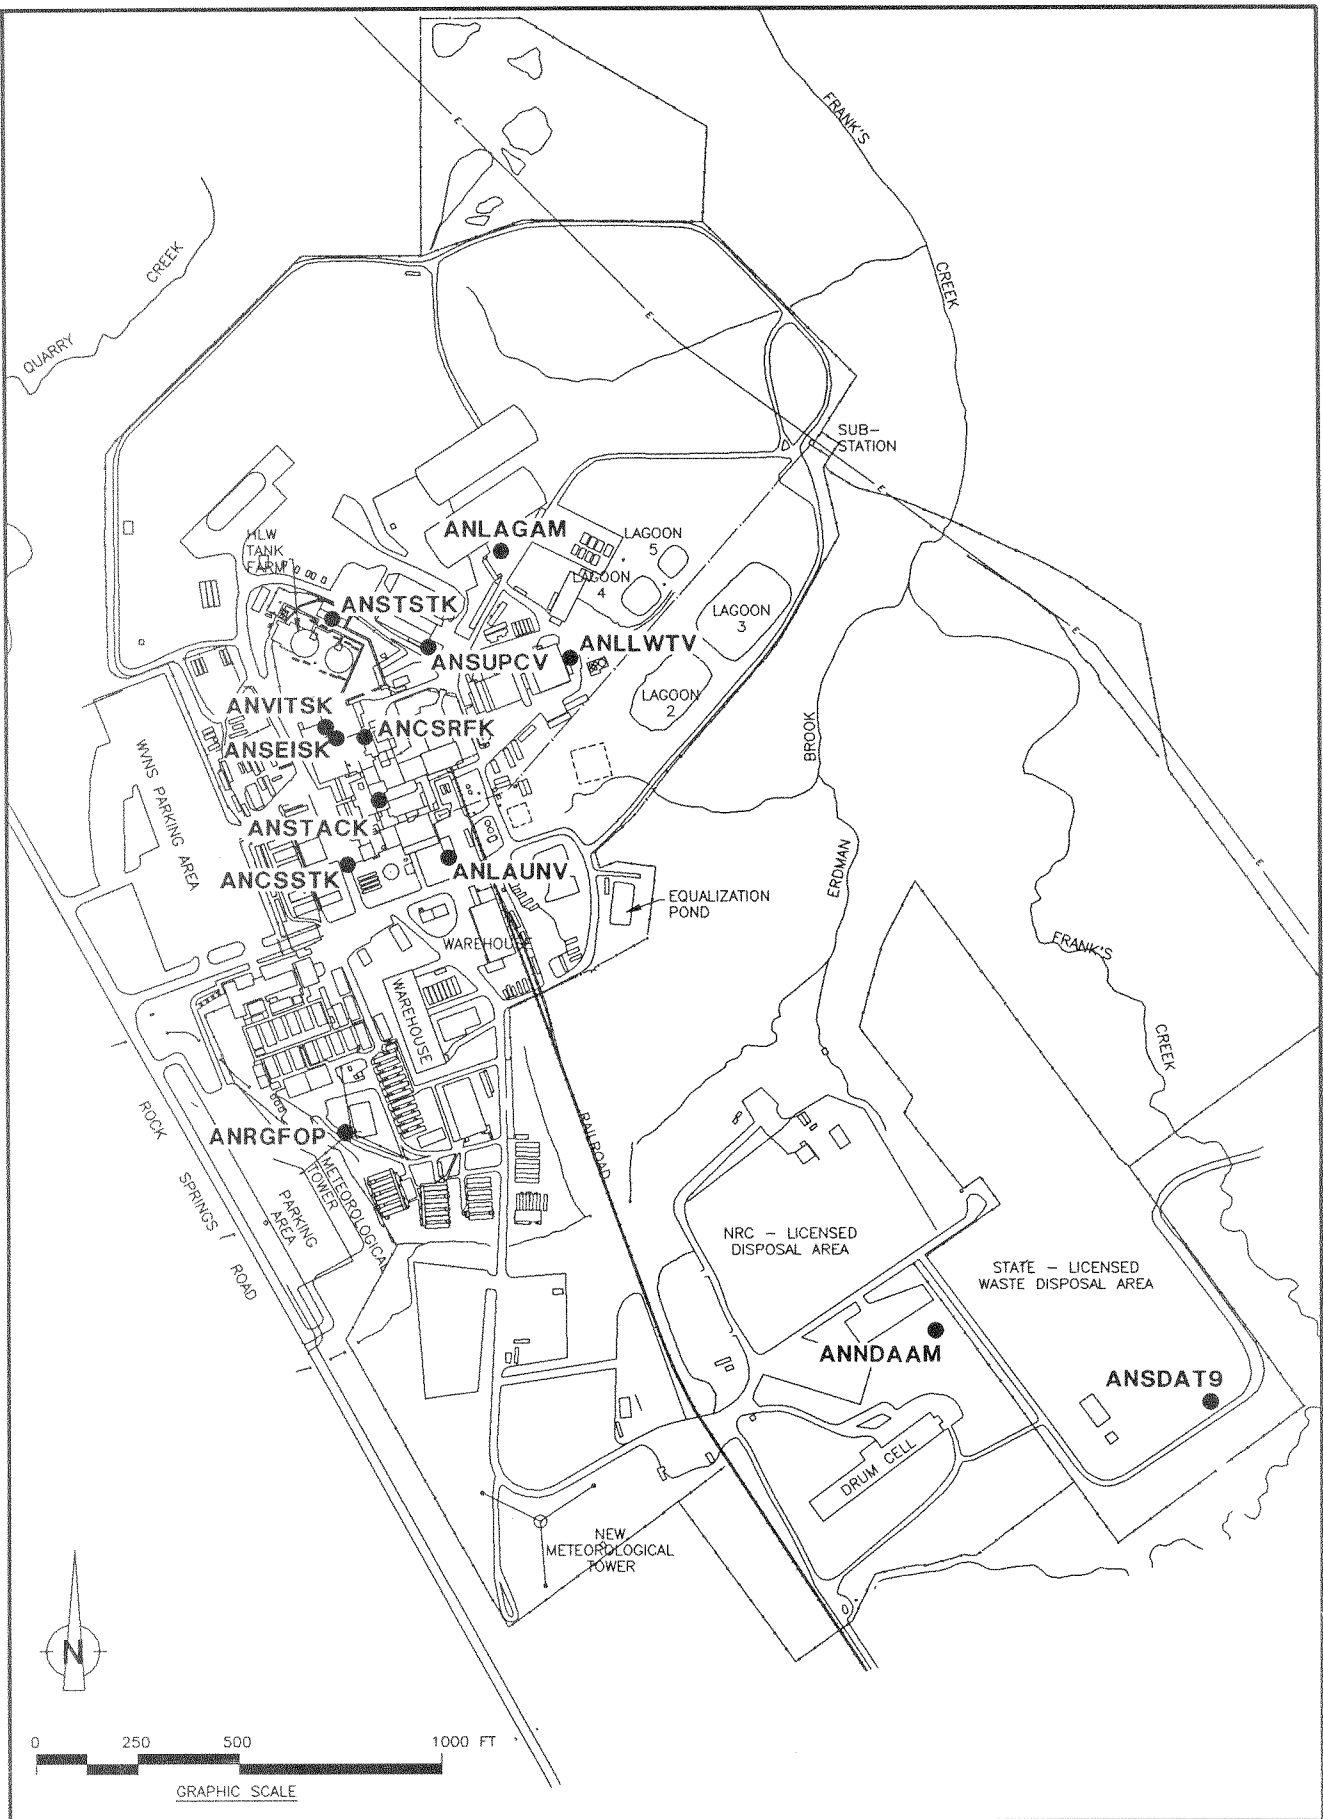 FRANK'S
CREEK
QUARRY
CREEK
SUB-
STATION
ANLAGAM
HLW
TANK
FARM
LAGOON
5
LAGOON
4
LAGOON
3
ANSTSTK
ANLLWTV
ANSUPCV
LAGOON
2
ANVITSK
ANCSRFK
ANSEISK
BROOK
WVNS PARKING AREA
ANSTACK
ANLAUNV
ANCSSTK
ERDMAN
EQUALIZATION
POND
WAREHOUSE
FRANK'S
CREEK
WAREHOUSE
ROCK
SPRINGS
ROAD
ANRGFOP
RAILROAD
METEOROLOGICAL
TOWER
PARKING
AREA
NRC - LICENSED
DISPOSAL AREA
STATE - LICENSED
WASTE DISPOSAL AREA
ANNDAAM
ANSDAT9
DRUM CELL
NEW
METEOROLOGICAL
TOWER
N
E
E
E
E
E
0 250 500 1000 FT
GRAPHIC SCALE